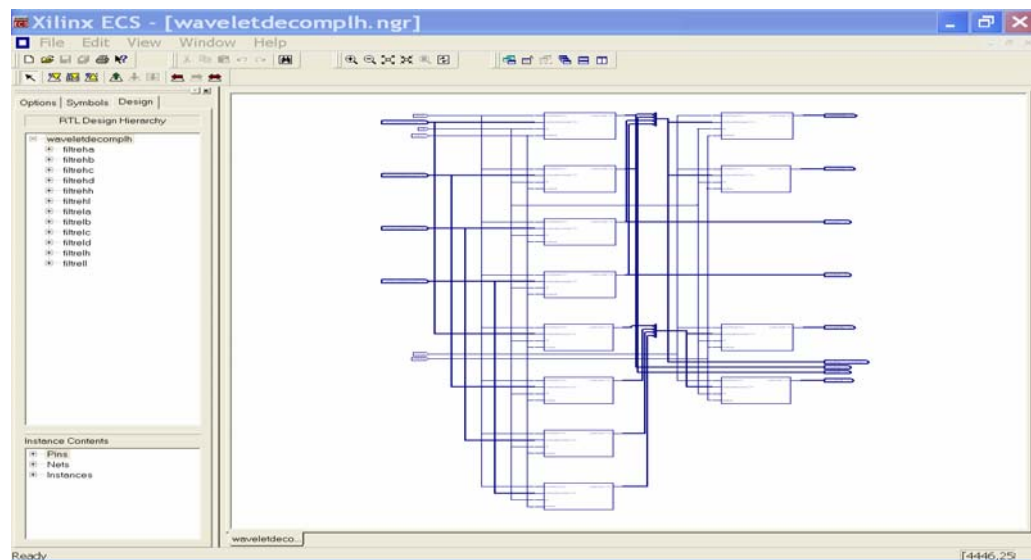 Xilinx ECS - [waveletdecomplh.ngr]
File Edit View Window Help
Options Symbols Design
RTL Design Hierarchy
waveletdecomplh
filtreha
filtrehb
filtrehc
filtrehd
filtrehh
filtrehl
filtrela
filtrelb
filtrelc
filtreld
filtrelh
filtrell
Instance Contents
Pins
Nets
Instances
waveletdeco...
Ready
[4446,25